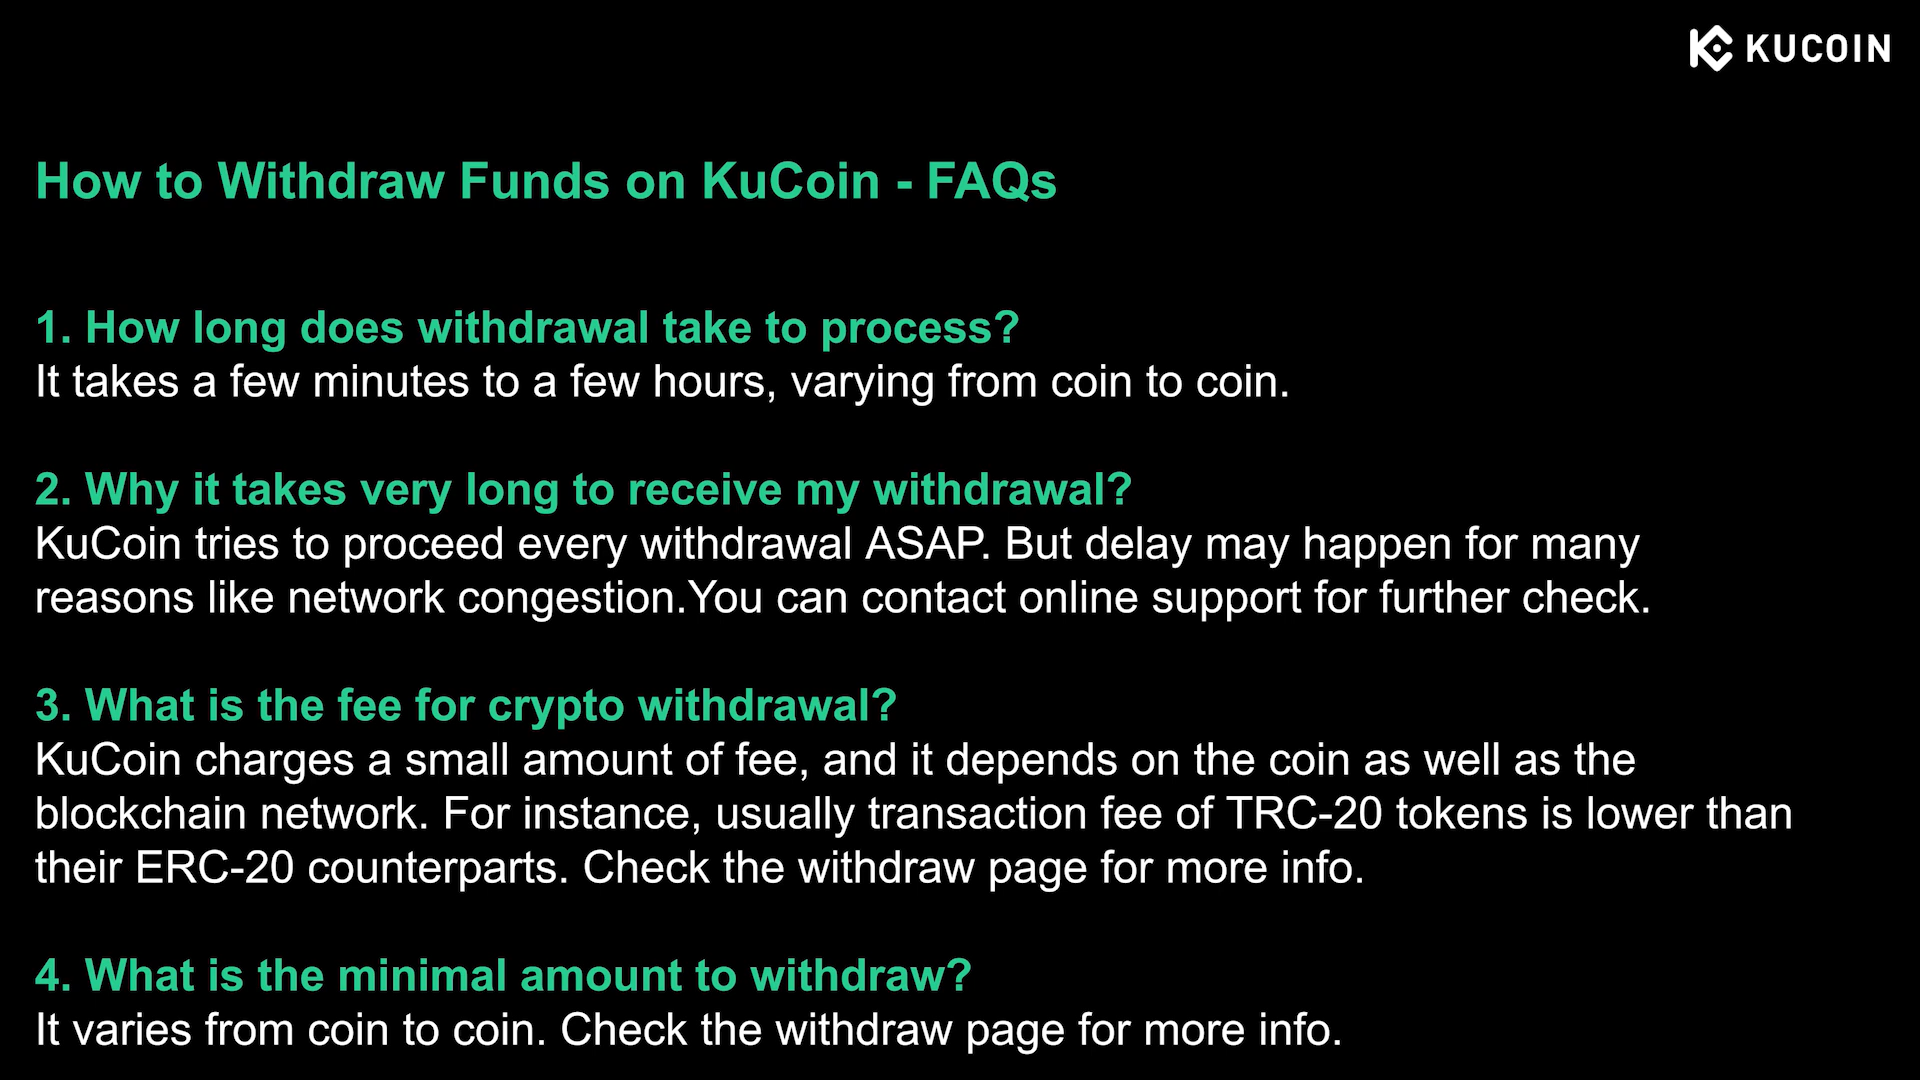 KUCOIN
How to Withdraw Funds on KuCoin - FAQs
1. How long does withdrawal take to process?
It takes a few minutes to a few hours, varying from coin to coin.
2. Why it takes very long to receive my withdrawal?
KuCoin tries to proceed every withdrawal ASAP. But delay may happen for many
reasons like network congestion.You can contact online support for further check.
3. What is the fee for crypto withdrawal?
KuCoin charges a small amount of fee, and it depends on the coin as well as the
blockchain network. For instance, usually transaction fee of TRC-20 tokens is lower than
their ERC-20 counterparts. Check the withdraw page for more info.
4. What is the minimal amount to withdraw?
It varies from coin to coin. Check the withdraw page for more info.